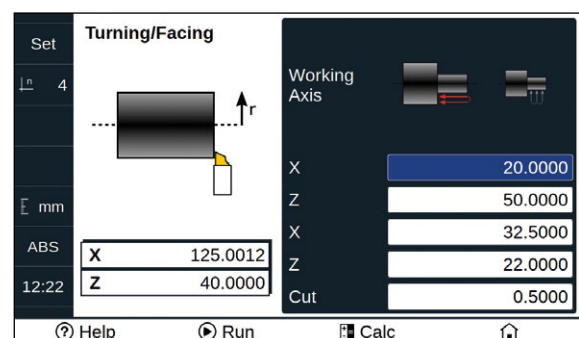 Set
n 4
mm
ABS
12:22
Turning/Facing
r
X 125.0012
Z 40.0000
Working
Axis
X 20.0000
Z 50.0000
X 32.5000
Z 22.0000
Cut 0.5000
? Help
Run
Calc